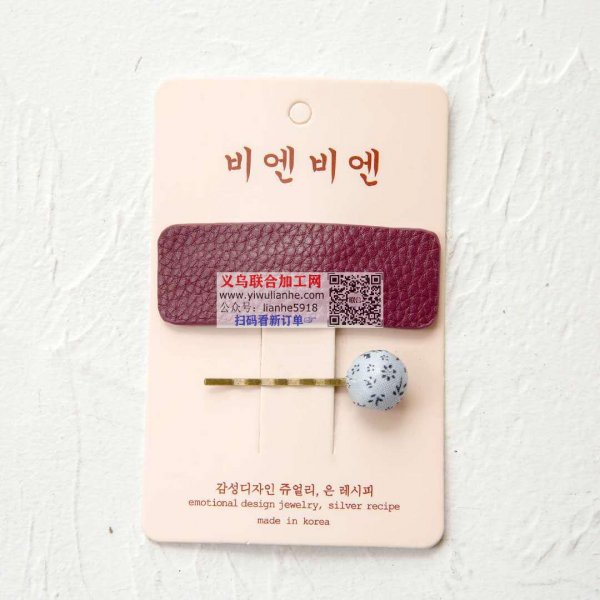 비엔비엔
义乌联合加工网
www.yiwulianhe.com
公众号：lianhe5918
扫码看新订单☞
감성디자인 쥬얼리, 은 레시피
emotional design jewelry, silver recipe
made in korea